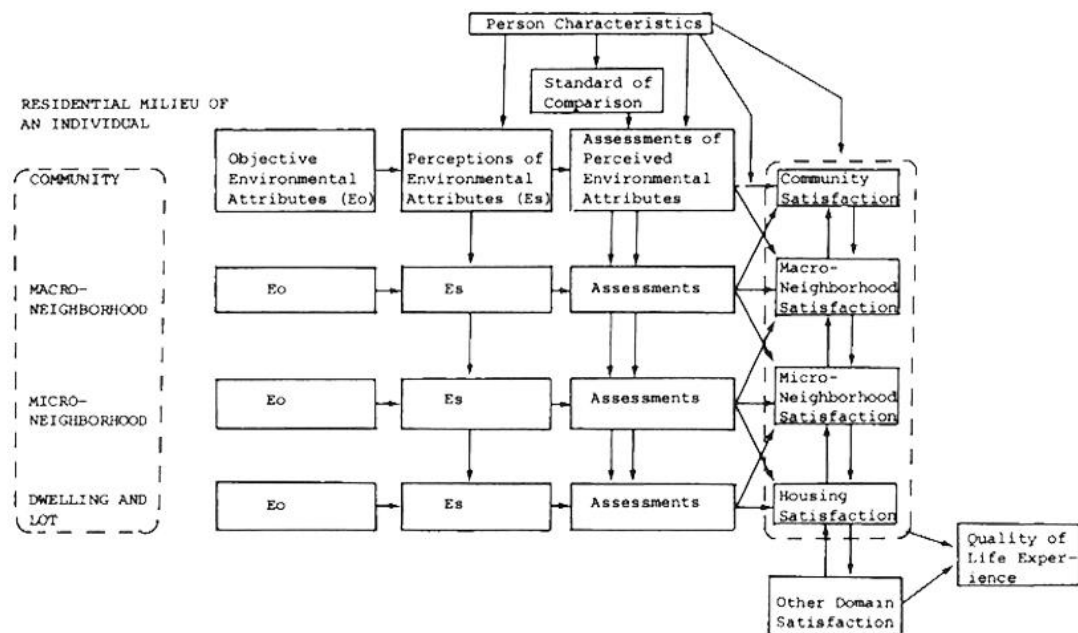 Person Characteristics
Standard of
Comparison
RESIDENTIAL MILIEU OF
AN INDIVIDUAL
COMMUNITY
Objective
Environmental
Attributes (Eo)
Perceptions of
Environmental
Attributes (Es)
Assessments of
Perceived
Environmental
Attributes
Community
Satisfaction
MACRO-
NEIGHBORHOOD
Eo
Es
Assessments
Macro-
Neighborhood
Satisfaction
MICRO-
NEIGHBORHOOD
Eo
Es
Assessments
Micro-
Neighborhood
Satisfaction
DWELLING AND
LOT
Eo
Es
Assessments
Housing
Satisfaction
Quality of
Life Exper-
ience
Other Domain
Satisfaction